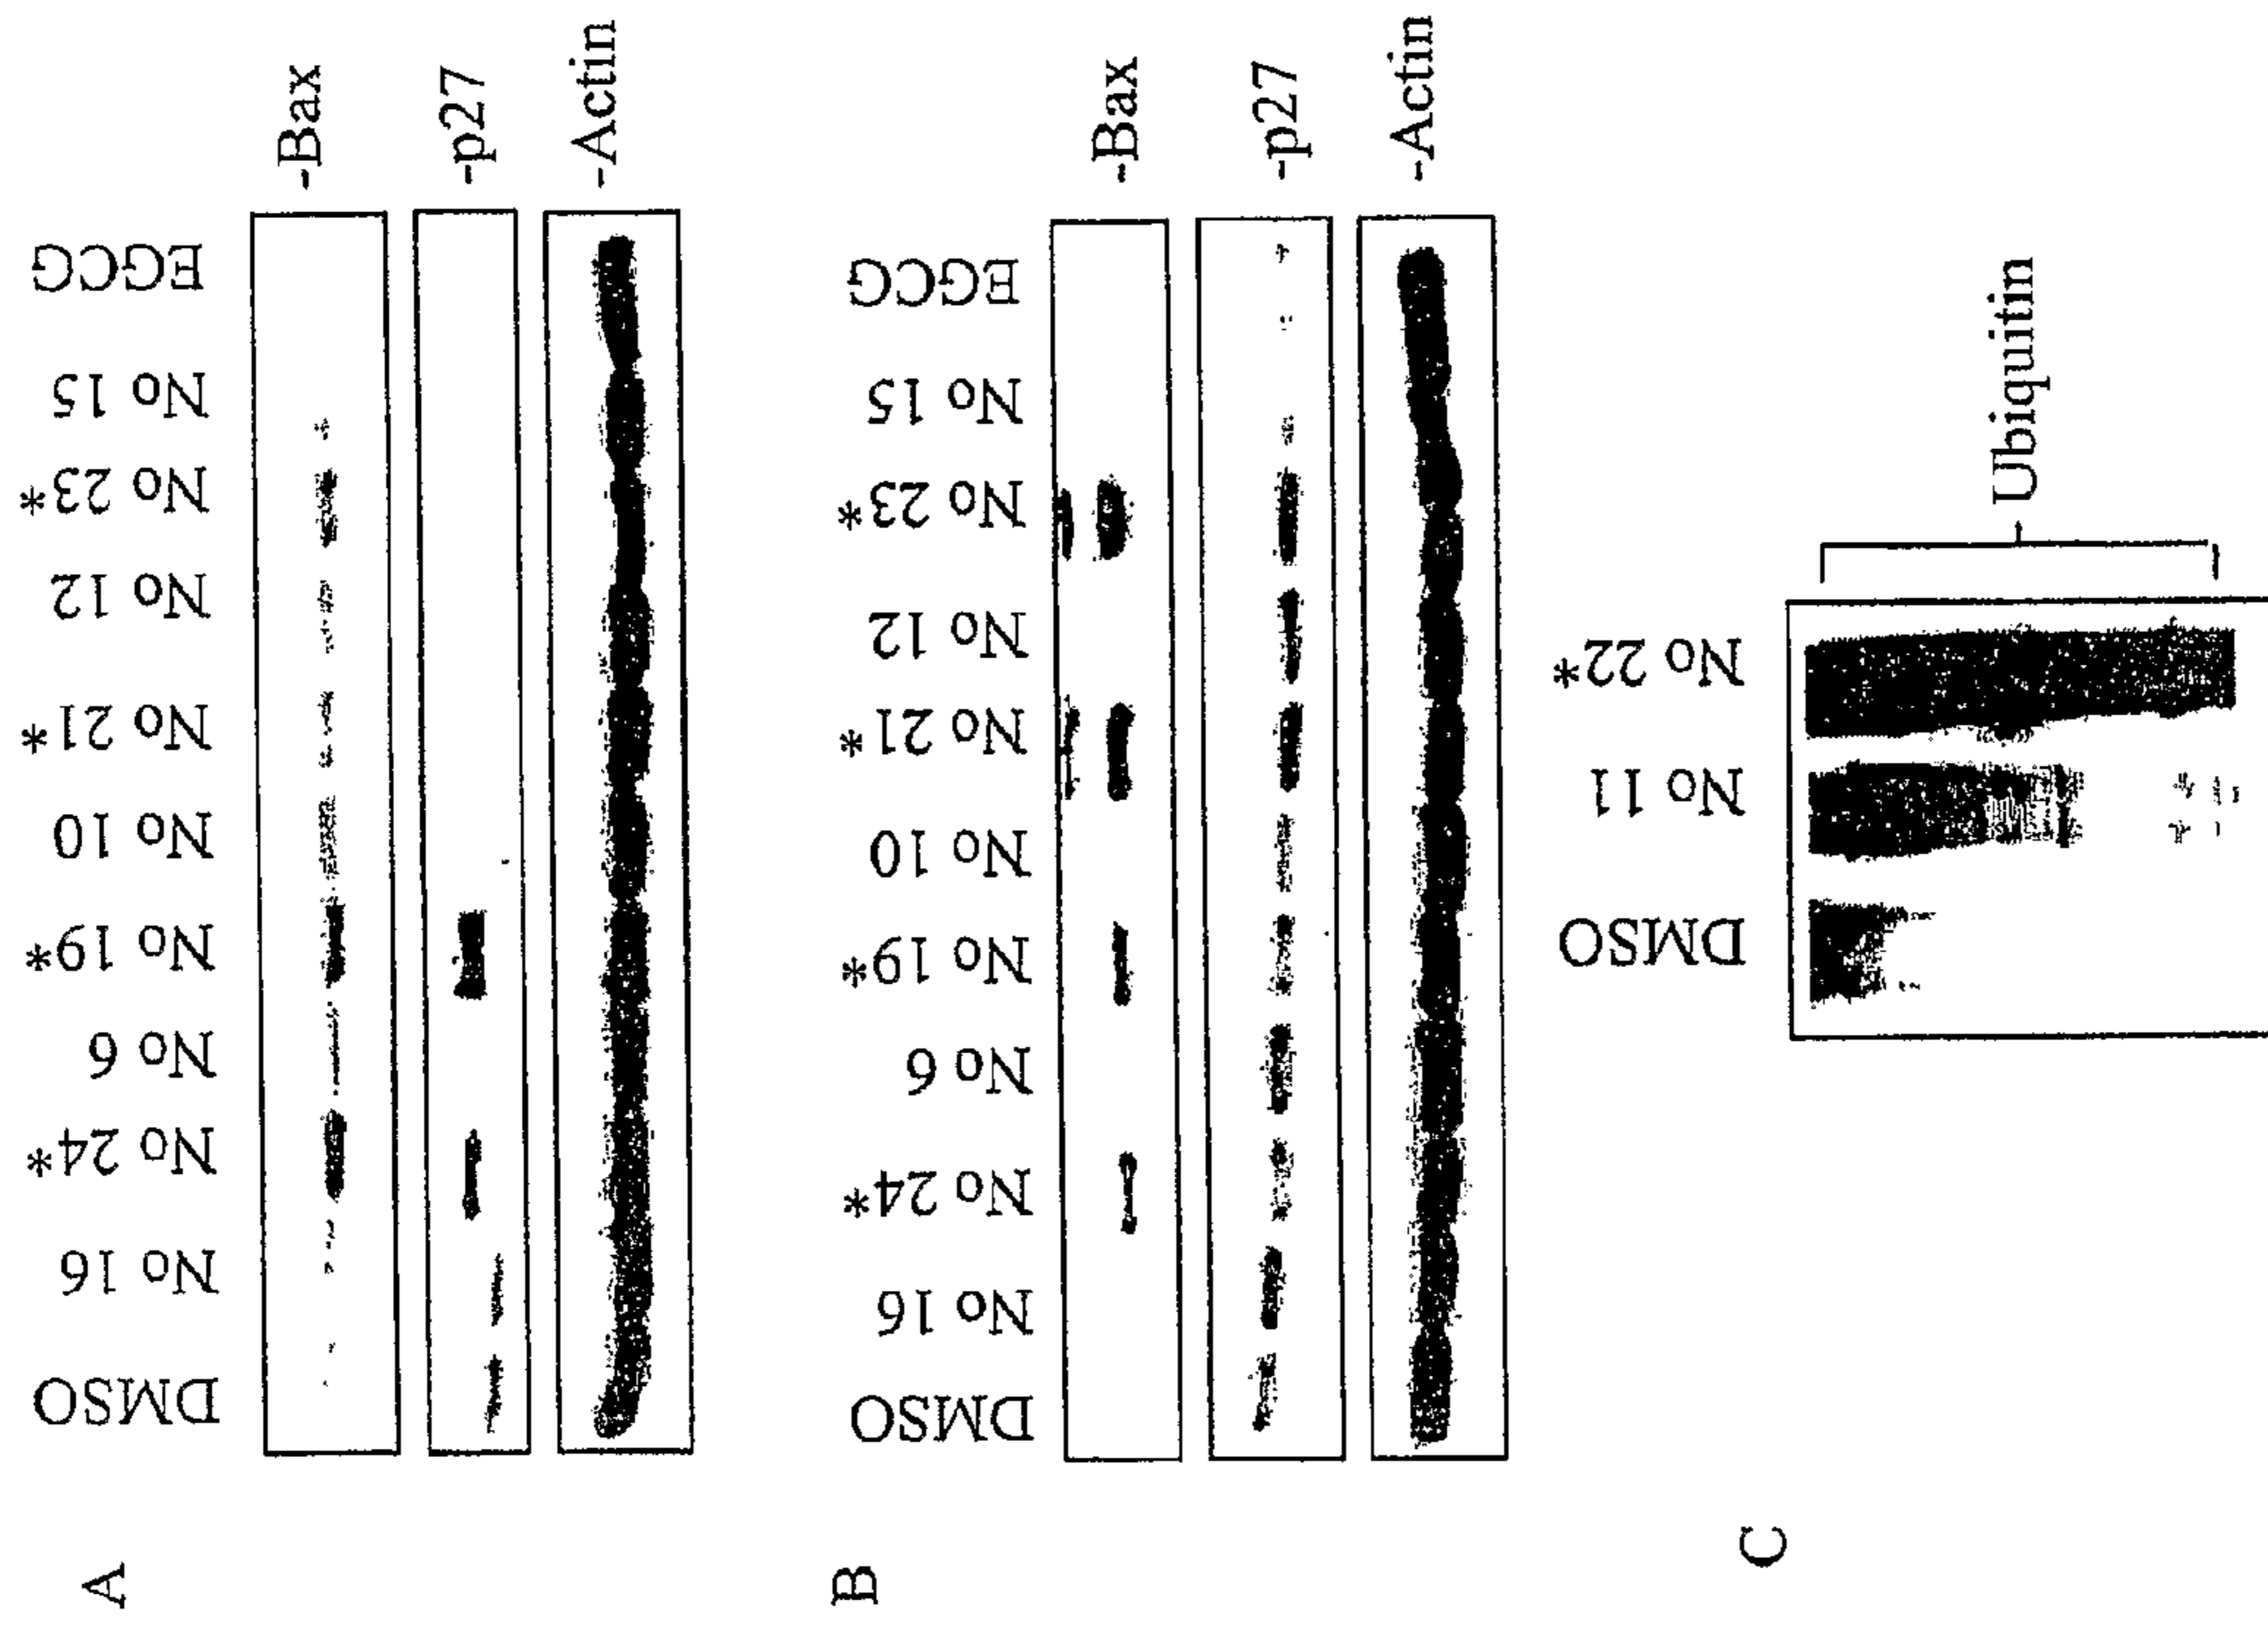 A
DMSO
No 16
No 24*
No 6
No 19*
No 10
No 21*
No 12
No 23*
No 15
EGCG
-Bax
-p27
-Actin
B
DMSO
No 16
No 24*
No 6
No 19*
No 10
No 21*
No 12
No 23*
No 15
EGCG
-Bax
-p27
-Actin
C
DMSO
No 11
No 22*
Ubiquitin